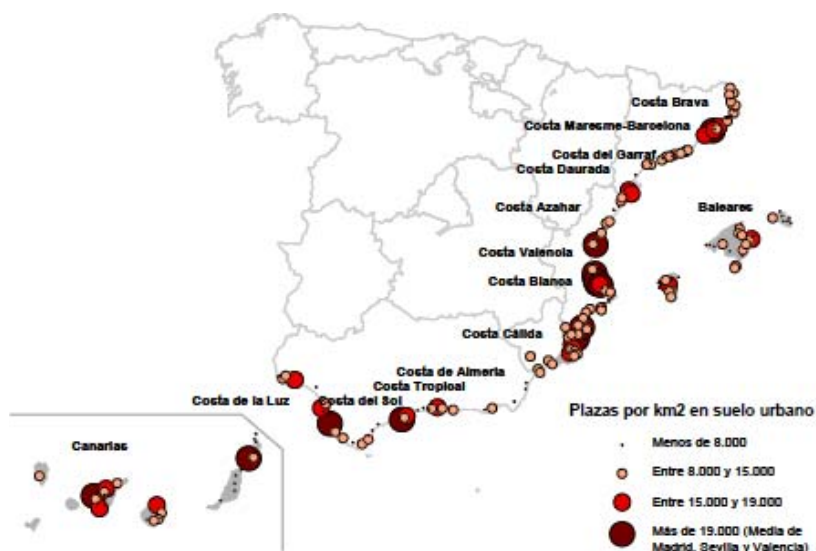 Costa Brava
Costa Maresme-Barcelona
Costa del Garraf
Costa Daurada
Costa Azahar
Baleares
Costa Valencia
Costa Blanca
Costa Cálida
Costa de Almeria
Costa Tropical
Costa de la Luz
Costa del Sol
Canarias
Plazas por km2 en suelo urbano
Menos de 8.000
Entre 8.000 y 15.000
Entre 15.000 y 19.000
Más de 19.000 (Media de
Madrid, Sevilla y Valencia)